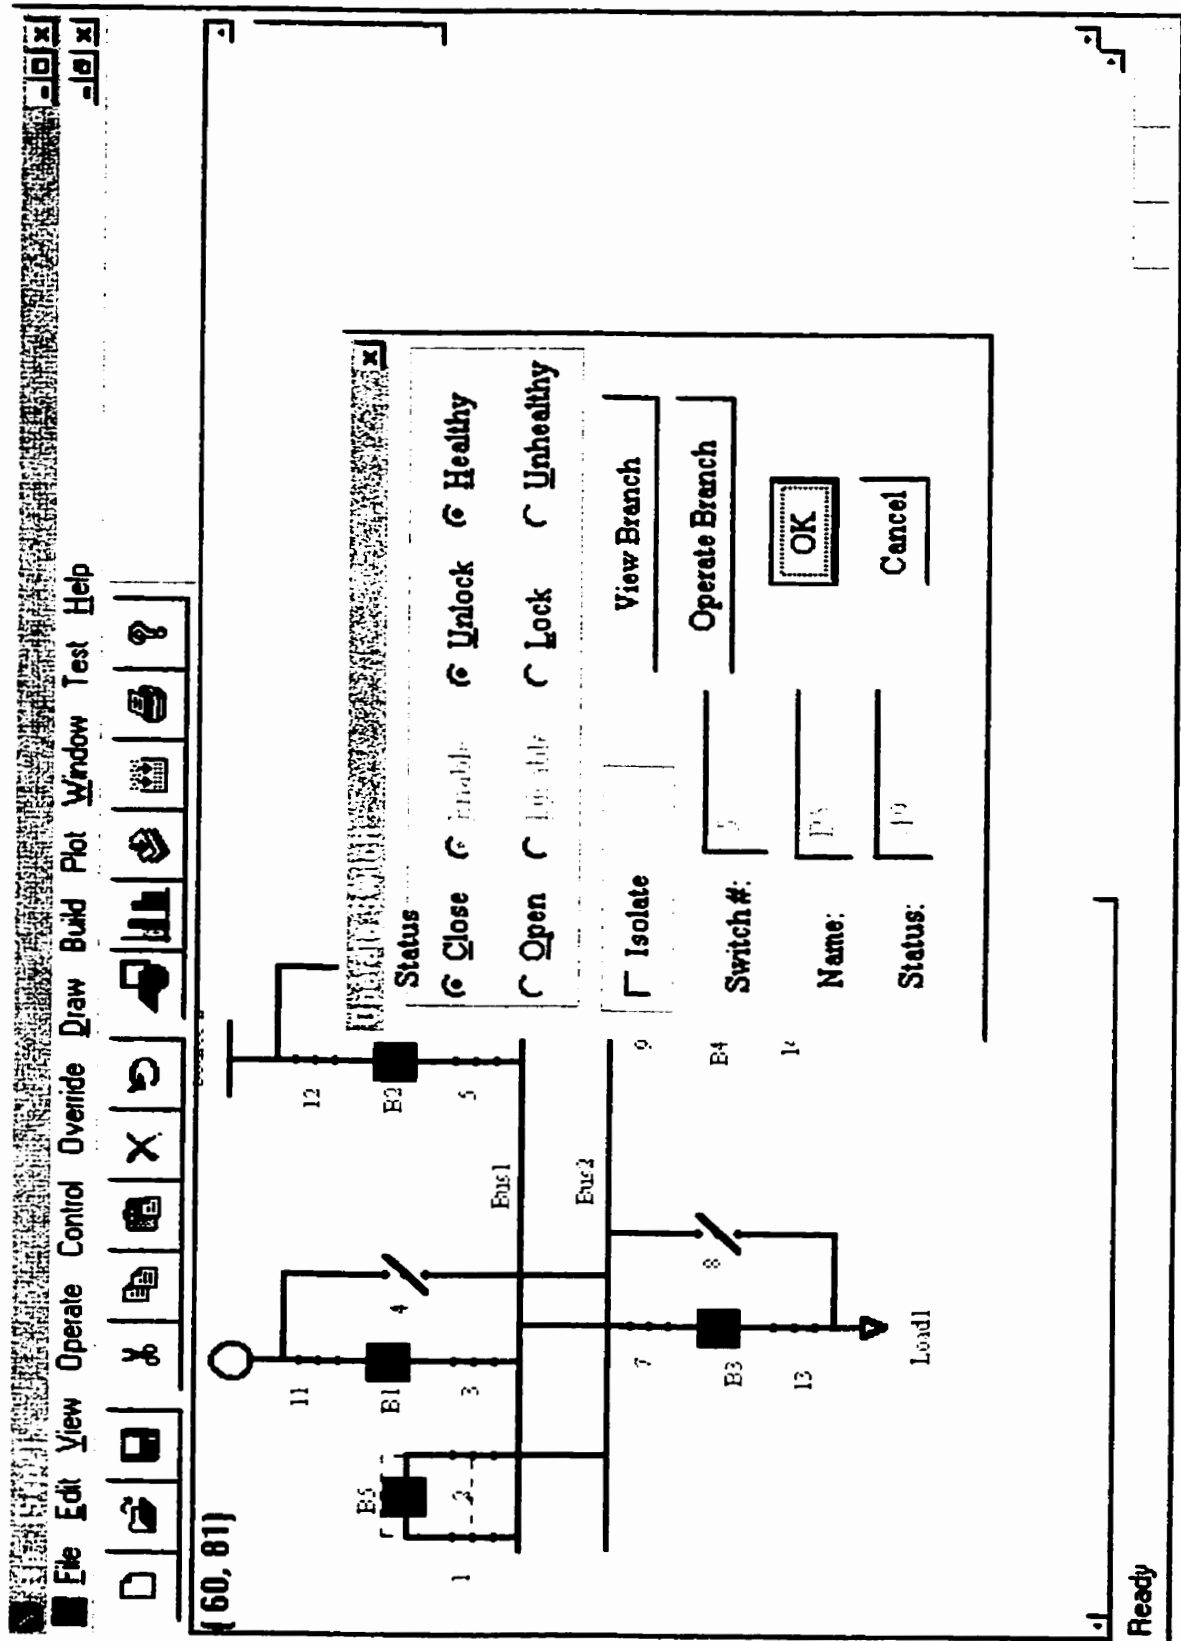 File Edit View Operate Control Override Draw Build Plot Window Test Help
( 60, 81)
12
11
B2
B1
B5
5
3
2
1
4
Bus1
Bus2
7
8
9
B3
B4
13
14
Load1
Status
Close
Unlock
Healthy
Open
Lock
Unhealthy
Isolate
View Branch
Operate Branch
Switch#:
Name:
Status:
OK
Cancel
Ready